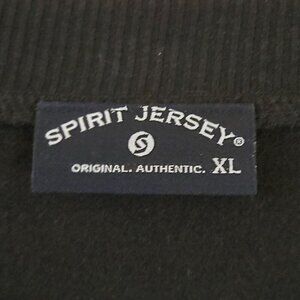 SPIRIT JERSEY®
S
ORIGINAL. AUTHENTIC. XL